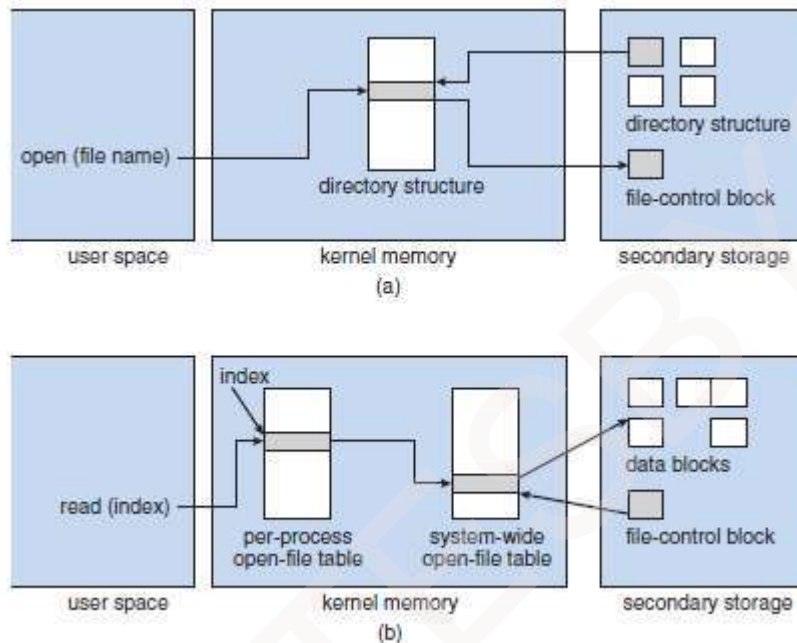 open (file name)
directory structure
directory structure
file-control block
user space
kernel memory
secondary storage
(a)
index
read (index)
per-process
open-file table
system-wide
open-file table
data blocks
file-control block
user space
kernel memory
secondary storage
(b)